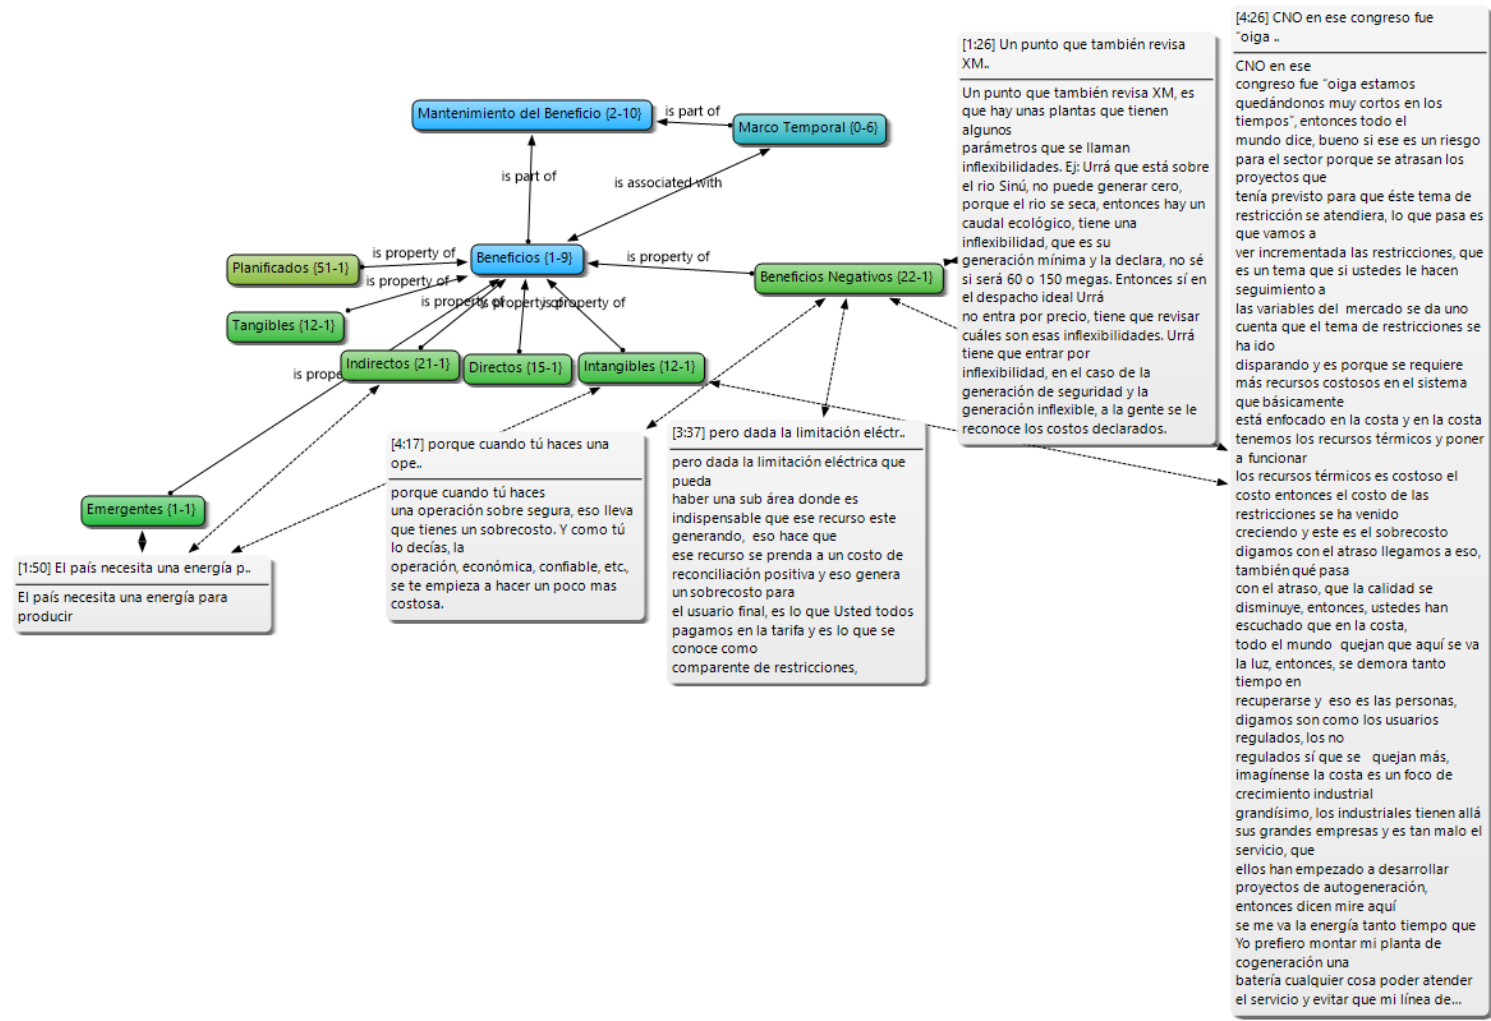 Mantenimiento del Beneficio {2-10}
is part of
Marco Temporal {0-6}
is part of
is associated with
Planificados {51-1}
is property of
Beneficios {1-9}
is property of
Beneficios Negativos {22-1}
is property of
Tangibles {12-1}
is property of
is property of
is property of
Indirectos {21-1}
Directos {15-1}
Intangibles {12-1}
is prope
Emergentes {1-1}
[1:50] El país necesita una energía p..
El país necesita una energía para
producir
[4:17] porque cuando tú haces una
ope..
porque cuando tú haces
una operación sobre segura, eso lleva
que tienes un sobrecosto. Y como tú
lo decías, la
operación, económica, confiable, etc,
se te empieza a hacer un poco mas
costosa.
[3:37] pero dada la limitación eléctr..
pero dada la limitación eléctrica que
pueda
haber una sub área donde es
indispensable que ese recurso este
generando, eso hace que
ese recurso se prenda a un costo de
reconciliación positiva y eso genera
un sobrecosto para
el usuario final, es lo que Usted todos
pagamos en la tarifa y es lo que se
conoce como
comparente de restricciones,
[1:26] Un punto que también revisa
XM..
Un punto que también revisa XM, es
que hay unas plantas que tienen
algunos
parámetros que se llaman
inflexibilidades. Ej: Urrá que está sobre
el rio Sinú, no puede generar cero,
porque el rio se seca, entonces hay un
caudal ecológico, tiene una
inflexibilidad, que es su
generación mínima y la declara, no sé
si será 60 o 150 megas. Entonces sí en
el despacho ideal Urrá
no entra por precio, tiene que revisar
cuáles son esas inflexibilidades. Urrá
tiene que entrar por
inflexibilidad, en el caso de la
generación de seguridad y la
generación inflexible, a la gente se le
reconoce los costos declarados.
[4:26] CNO en ese congreso fue
“oiga ..
CNO en ese
congreso fue “oiga estamos
quedándonos muy cortos en los
tiempos”, entonces todo el
mundo dice, bueno si ese es un riesgo
para el sector porque se atrasan los
proyectos que
tenía previsto para que éste tema de
restricción se atendiera, lo que pasa es
que vamos a
ver incrementada las restricciones, que
es un tema que si ustedes le hacen
seguimiento a
las variables del mercado se da uno
cuenta que el tema de restricciones se
ha ido
disparando y es porque se requiere
más recursos costosos en el sistema
que básicamente
está enfocado en la costa y en la costa
tenemos los recursos térmicos y poner
a funcionar
los recursos térmicos es costoso el
costo entonces el costo de las
restricciones se ha venido
creciendo y este es el sobrecosto
digamos con el atraso llegamos a eso,
también qué pasa
con el atraso, que la calidad se
disminuye, entonces, ustedes han
escuchado que en la costa,
todo el mundo quejan que aquí se va
la luz, entonces, se demora tanto
tiempo en
recuperarse y eso es las personas,
digamos son como los usuarios
regulados, los no
regulados sí que se quejan más,
imagínense la costa es un foco de
crecimiento industrial
grandísimo, los industriales tienen allá
sus grandes empresas y es tan malo el
servicio, que
ellos han empezado a desarrollar
proyectos de autogeneración,
entonces dicen mire aquí
se me va la energía tanto tiempo que
Yo prefiero montar mi planta de
cogeneración una
batería cualquier cosa poder atender
el servicio y evitar que mi línea de...